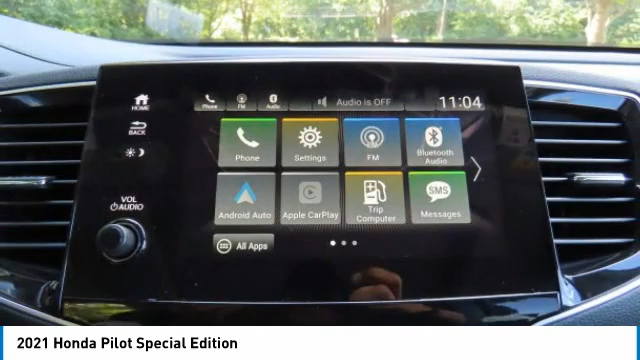 HOME
Phone
FM
Audio
Audio is OFF
11:04
BACK
Phone
Settings
FM
Bluetooth
Audio
VOL
AUDIO
Android Auto
Apple CarPlay
Trip
Computer
SMS
Messages
All Apps
2021 Honda Pilot Special Edition